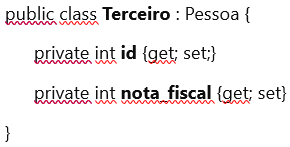 public class Terceiro : Pessoa {
private int id {get; set;}
private int nota_fiscal {get; set}
}